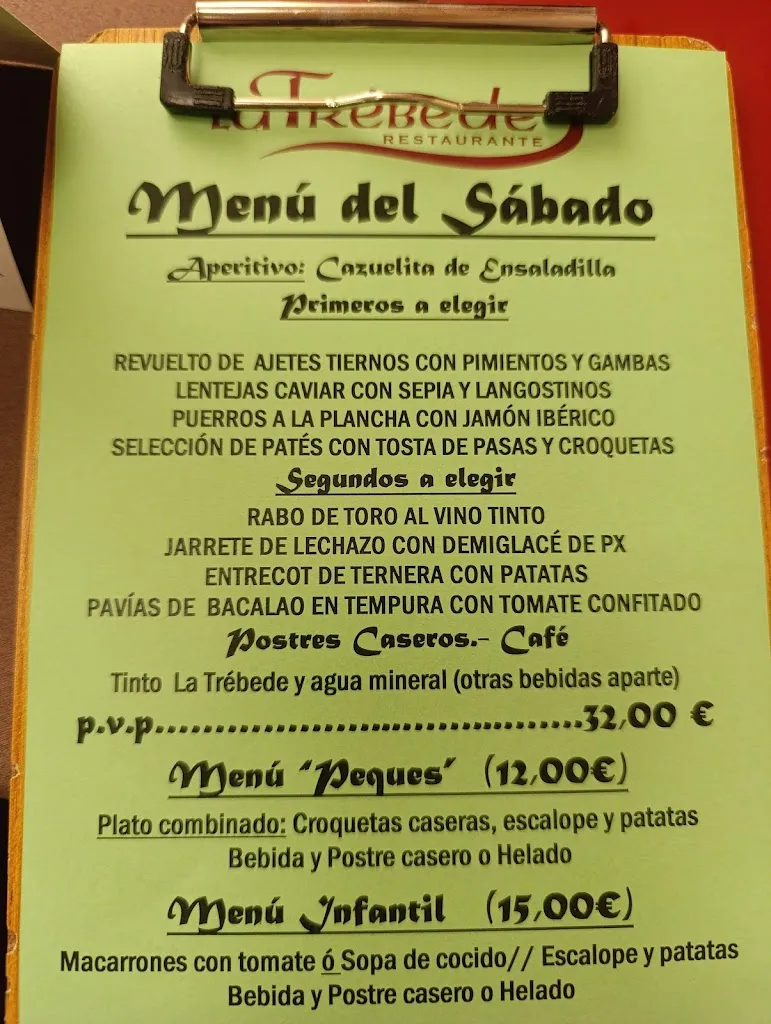 La Trébede
RESTAURANTE
Menú del Sábado
Aperitivo: Cazuelita de Ensaladilla
Primeros a elegir
REVUELTO DE AJETES TIERNOS CON PIMIENTOS Y GAMBAS
LENTEJAS CAVIAR CON SEPIA Y LANGOSTINOS
PUERROS A LA PLANCHA CON JAMÓN IBÉRICO
SELECCIÓN DE PATÉS CON TOSTA DE PASAS Y CROQUETAS
Segundos a elegir
RABO DE TORO AL VINO TINTO
JARRETE DE LECHAZO CON DEMIGLACÉ DE PX
ENTRECOT DE TERNERA CON PATATAS
PAVÍAS DE BACALAO EN TEMPURA CON TOMATE CONFITADO
Postres Caseros.- Café
Tinto La Trébede y agua mineral (otras bebidas aparte)
p.v.p.......................................32,00 €
Menú "Peques" (12,00€)
Plato combinado: Croquetas caseras, escalope y patatas
Bebida y Postre casero o Helado
Menú Infantil (15,00€)
Macarrones con tomate ó Sopa de cocido// Escalope y patatas
Bebida y Postre casero o Helado